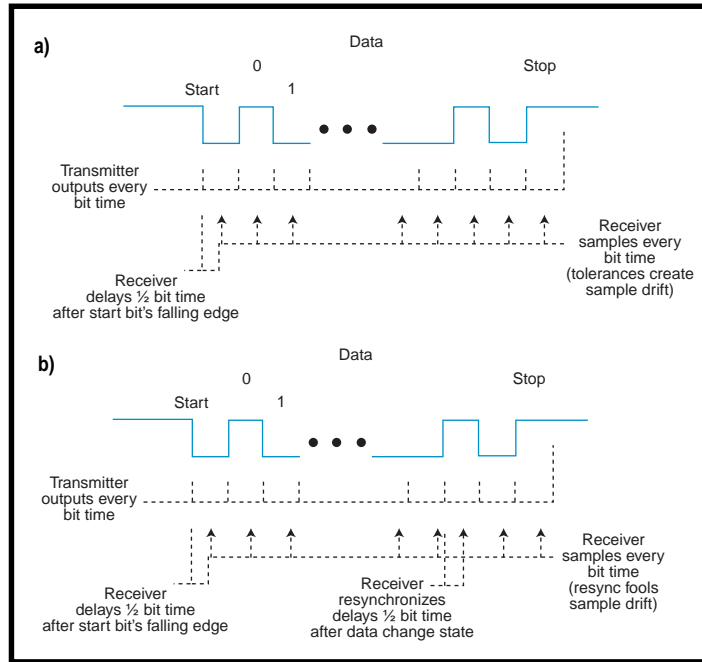 a)
Data
0
Stop
Start
1
Transmitter
outputs every
bit time
Receiver
samples every
bit time
(tolerances create
sample drift)
Receiver
delays ½ bit time
after start bit's falling edge
b)
Data
0
Stop
Start
1
Transmitter
outputs every
bit time
Receiver
samples every
bit time
(resync fools
sample drift)
Receiver
delays ½ bit time
after start bit's falling edge
Receiver
resynchronizes
delays ½ bit time
after data change state